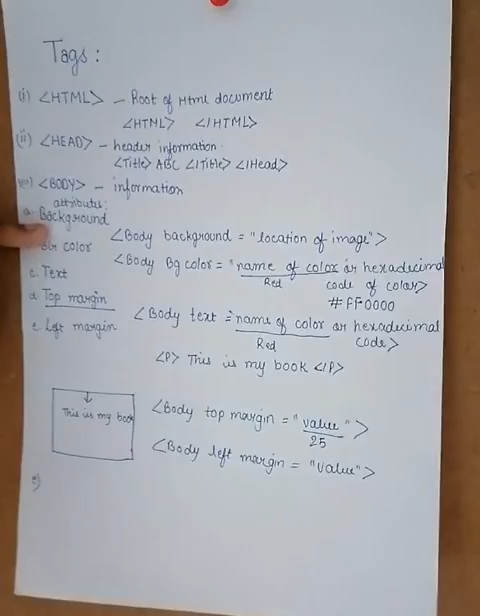 Tags :
(i) <HTML> - Root of Html document
<HTML> </HTML>
(ii) <HEAD> - header information
<Title> ABC </Title> </Head>
<BODY> - information
attributes:
a. Background
<Body background = "location of image">
color
<Body Bg color = "name of color or hexadecimal
Red code of color>
c. Text
#FF0000
d. Top margin
<Body text = name of color or hexadecimal
e. Left margin
Red code>
<P> This is my book </P>
↓
This is my book
<Body top margin = "value">
25
<Body left margin = "value">